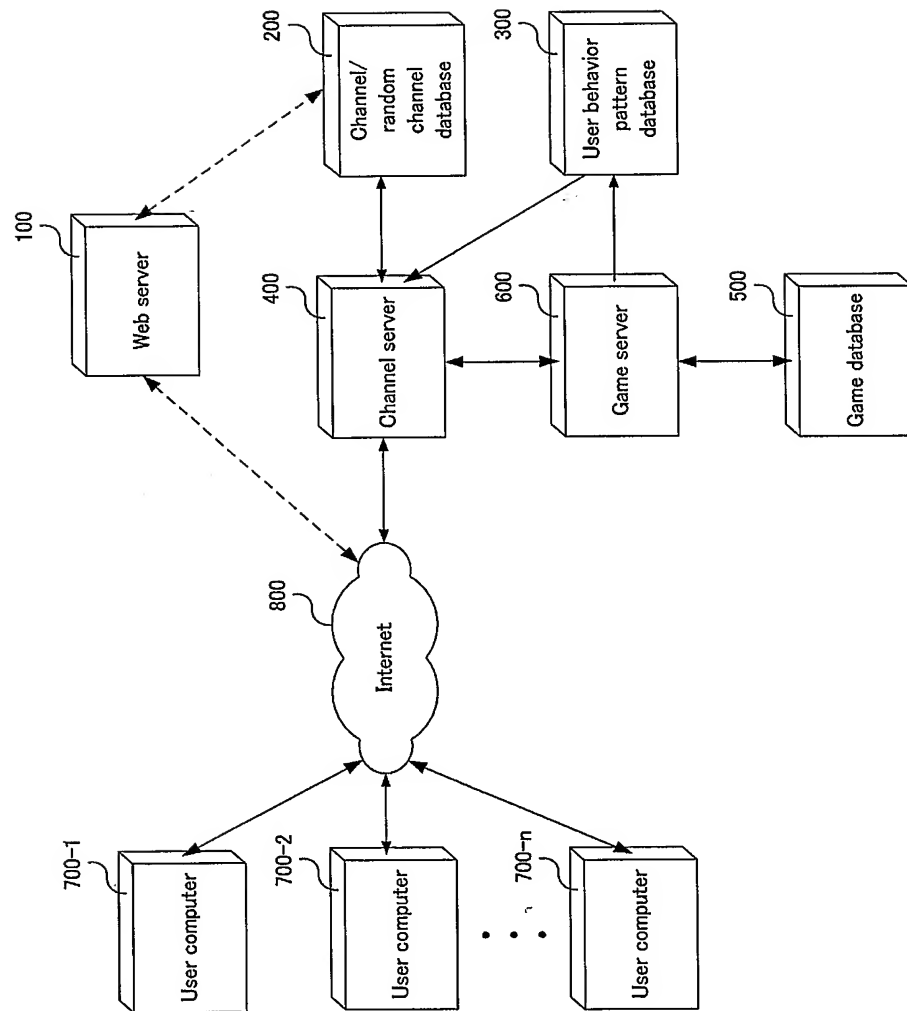 100
Web server
200
Channel/
random
channel
database
300
User behavior
pattern
database
400
Channel server
600
Game server
500
Game database
800
Internet
700-1
User computer
700-2
User computer
700-n
User computer